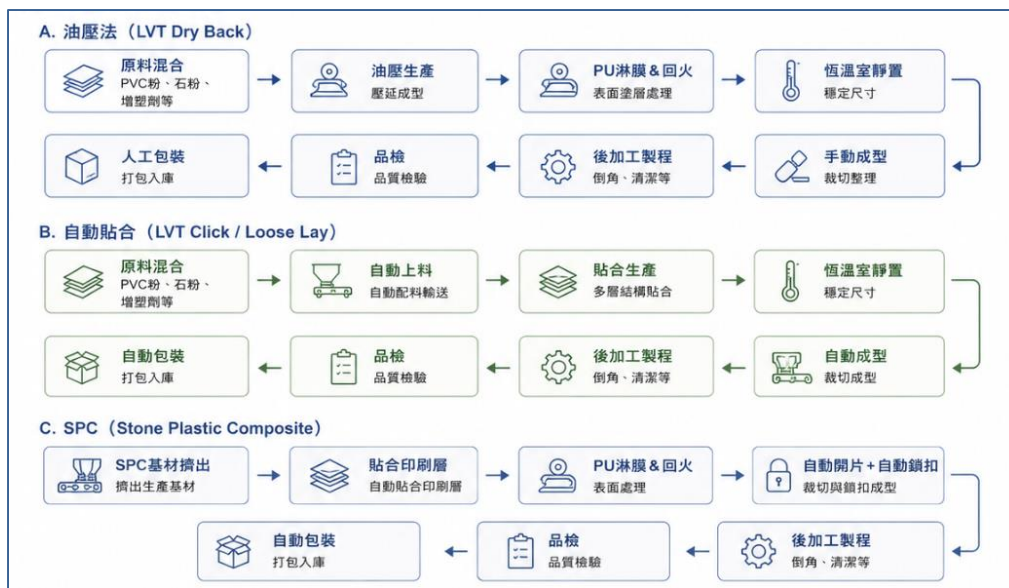 A. 油壓法（LVT Dry Back）
原料混合
PVC粉、石粉、
增塑劑等
油壓生產
壓延成型
PU淋膜＆回火
表面塗層處理
恆溫室靜置
穩定尺寸
手動成型
裁切整理
後加工製程
倒角、清潔等
品檢
品質檢驗
人工包裝
打包入庫
B. 自動貼合（LVT Click / Loose Lay）
原料混合
PVC粉、石粉、
增塑劑等
自動上料
自動配料輸送
貼合生產
多層結構貼合
恆溫室靜置
穩定尺寸
自動成型
裁切成型
後加工製程
倒角、清潔等
品檢
品質檢驗
自動包裝
打包入庫
C. SPC（Stone Plastic Composite）
SPC基材擠出
擠出生產基材
貼合印刷層
自動貼合印刷層
PU淋膜＆回火
表面處理
自動開片+自動鎖扣
裁切與鎖扣成型
後加工製程
倒角、清潔等
品檢
品質檢驗
自動包裝
打包入庫